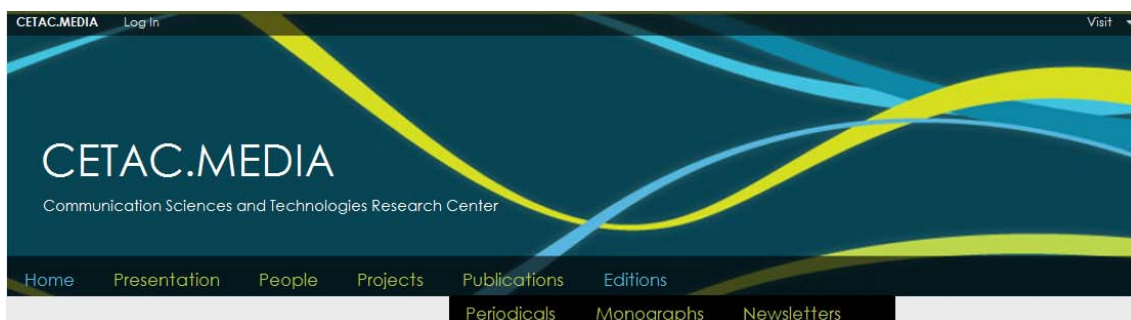 CETAC.MEDIA Log In Visit
CETAC.MEDIA
Communication Sciences and Technologies Research Center
Home Presentation People Projects Publications Editions
Periodicals Monographs Newsletters